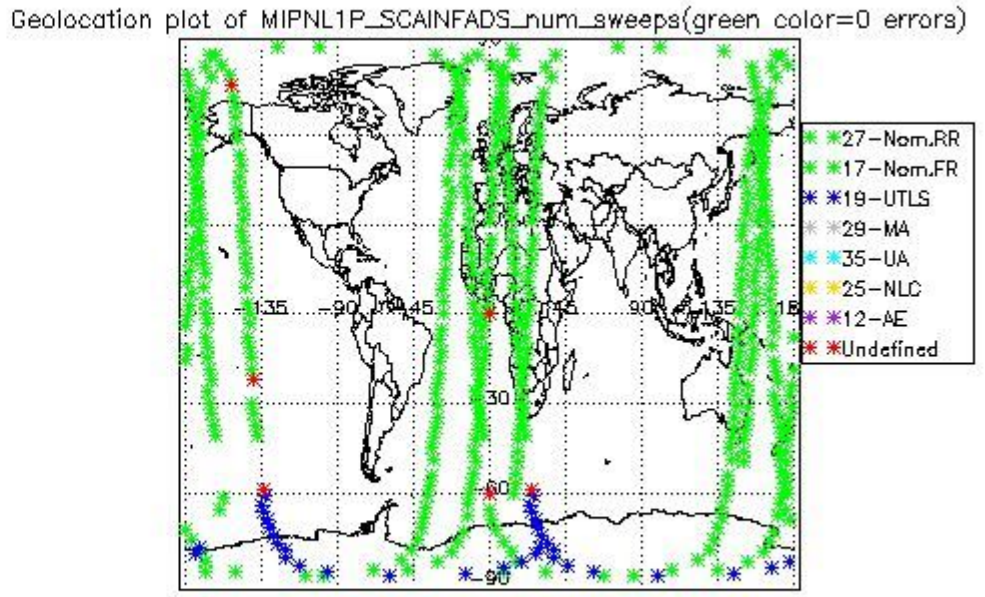 Geolocation plot of MIPNL1P_SCAINFADS_num_sweeps(green color=0 errors)
27-Nom.RR
17-Nom.FR
19-UTLS
29-MA
35-UA
25-NLC
12-AE
Undefined
-135 -90 -45 45 90 135
-30
-60
-90